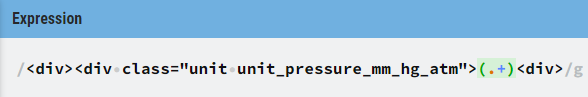 Expression
/<div><div class="unit unit_pressure_mm_hg_atm">(.+)<div>/g